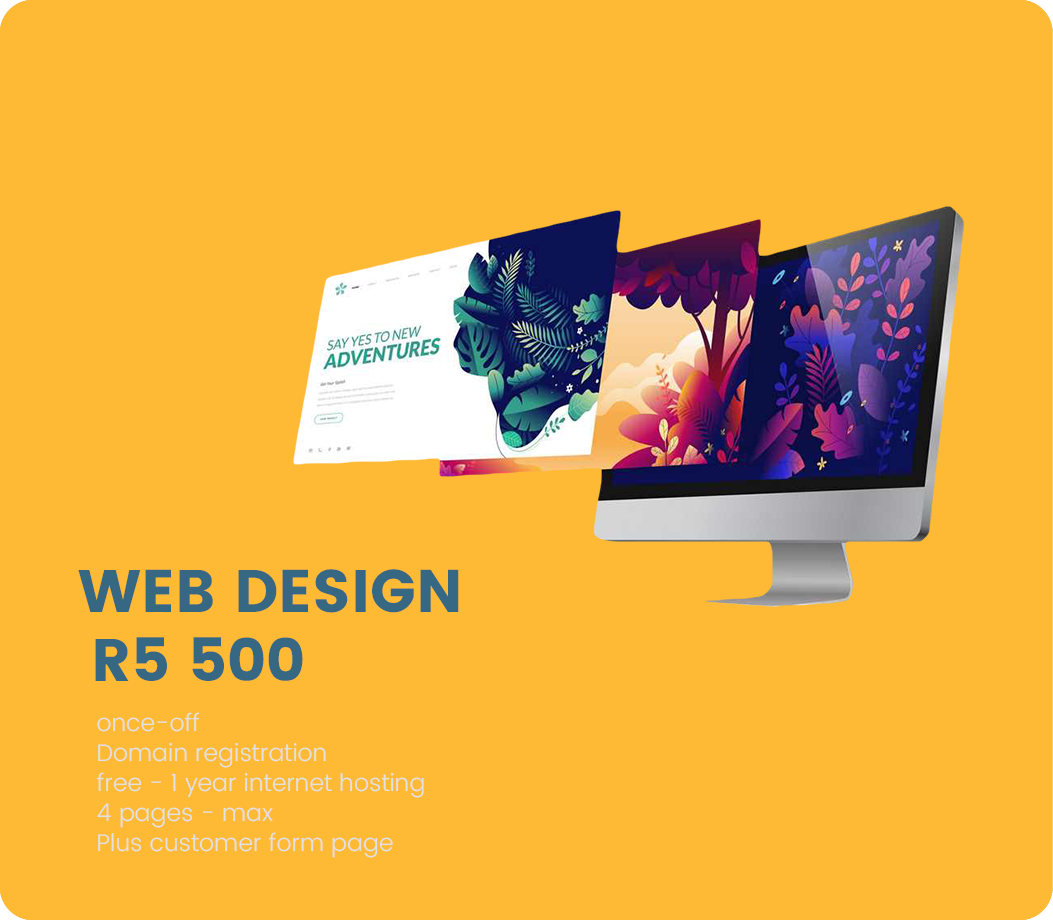 SAY YES TO NEW
ADVENTURES
WEB DESIGN
R5 500
once-off
Domain registration
free - 1 year internet hosting
4 pages - max
Plus customer form page